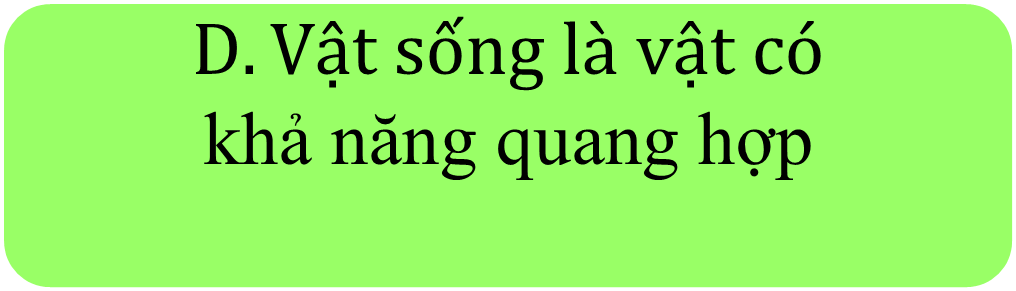 D. Vật sống là vật có
khả năng quang hợp